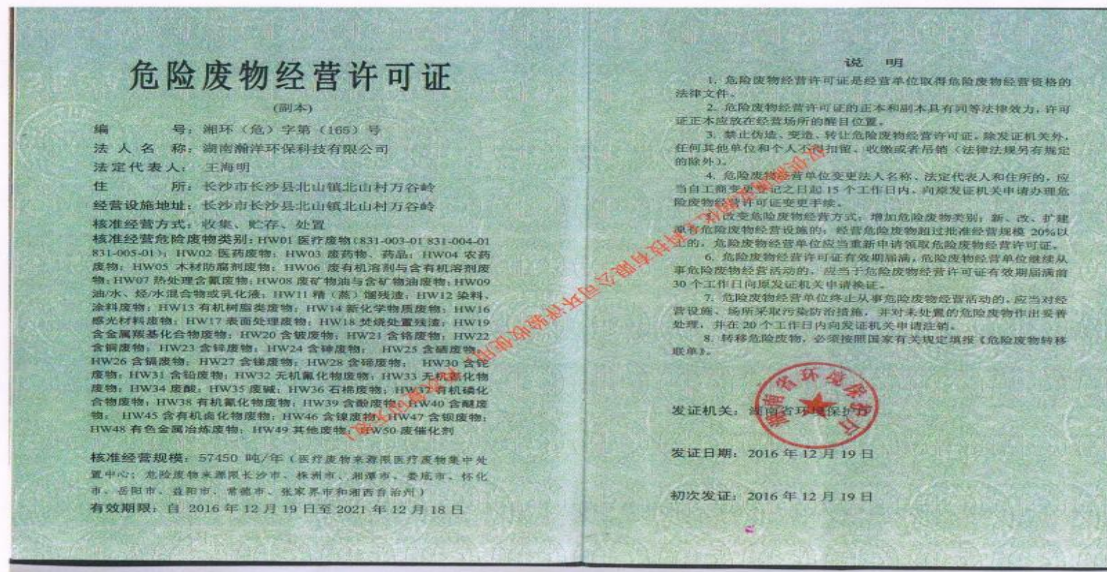 危险废物经营许可证
(副本)
编 号：湘环（危）字第（165）号
法 人 名 称：湖南瀚洋环保科技有限公司
法定代表人：王海明
住 所：长沙市长沙县北山镇北山村万谷岭
经营设施地址：长沙市长沙县北山镇北山村万谷岭
核准经营方式：收集、贮存、处置
核准经营危险废物类别：HW01 医疗废物（831-003-01 831-004-01
831-005-01）；HW02 医药废物；HW03 废药物、药品；HW04 农药
废物；HW05 木材防腐剂废物；HW06 废有机溶剂与含有机溶剂废
物；HW07 热处理含氰废物；HW08 废矿物油与含矿物油废物；HW09
油/水、烃/水混合物或乳化液；HW11 精（蒸）馏残渣；HW12 染料、
涂料废物；HW13 有机树脂类废物；HW14 新化学物质废物；HW16
感光材料废物；HW17 表面处理废物；HW18 焚烧处置残渣；HW19
含金属羰基化合物废物；HW20 含铍废物；HW21 含铬废物；HW22
含铜废物；HW23 含锌废物；HW24 含砷废物； HW25 含硒废物；
HW26 含镉废物；HW27 含锑废物；HW28 含碲废物； HW30 含铊
废物；HW31 含铅废物；HW32 无机氟化物废物；HW33 无机氰化物
废物；HW34 废酸；HW35 废碱；HW36 石棉废物；HW37 有机磷化
合物废物；HW38 有机氰化物废物；HW39 含酚废物；HW40 含醚废
物； HW45 含有机卤化物废物；HW46 含镍废物；HW47 含钡废物；
HW48 有色金属冶炼废物；HW49 其他废物；HW50 废催化剂
核准经营规模：57450 吨/年（医疗废物来源限医疗废物集中处
置中心；危险废物来源限长沙市、株洲市、湘潭市、娄底市、怀化
市、岳阳市、益阳市、常德市、张家界市和湘西自治州）
有效期限：自 2016 年 12 月 19 日至 2021 年 12 月 18 日
说 明
1. 危险废物经营许可证是经营单位取得危险废物经营资格的
法律文件。
2. 危险废物经营许可证的正本和副本具有同等法律效力，许可
证正本应放在经营场所的醒目位置。
3. 禁止伪造、变造、转让危险废物经营许可证。除发证机关外，
任何其他单位和个人不得扣留、收缴或者吊销（法律法规另有规定
的除外）。
4. 危险废物经营单位变更法人名称、法定代表人和住所的，应
当自工商变更登记之日起 15 个工作日内，向原发证机关申请办理危
险废物经营许可证变更手续。
5. 改变危险废物经营方式，增加危险废物类别，新、改、扩建
原有危险废物经营设施的，经营危险废物超过批准经营规模 20%以
上的，危险废物经营单位应当重新申请领取危险废物经营许可证。
6. 危险废物经营许可证有效期届满，危险废物经营单位继续从
事危险废物经营活动的，应当于危险废物经营许可证有效期届满前
30 个工作日向原发证机关申请换证。
7. 危险废物经营单位终止从事危险废物经营活动的，应当对经
营设施、场所采取污染防治措施，并对未处置的危险废物作出妥善
处理，并在 20 个工作日内向发证机关申请注销。
8. 转移危险废物，必须按照国家有关规定填报《危险废物转移
联单》。
湖南省环境保护厅
发证机关：湖南省环境保护厅
发证日期：2016 年 12 月 19 日
初次发证：2016 年 12 月 19 日